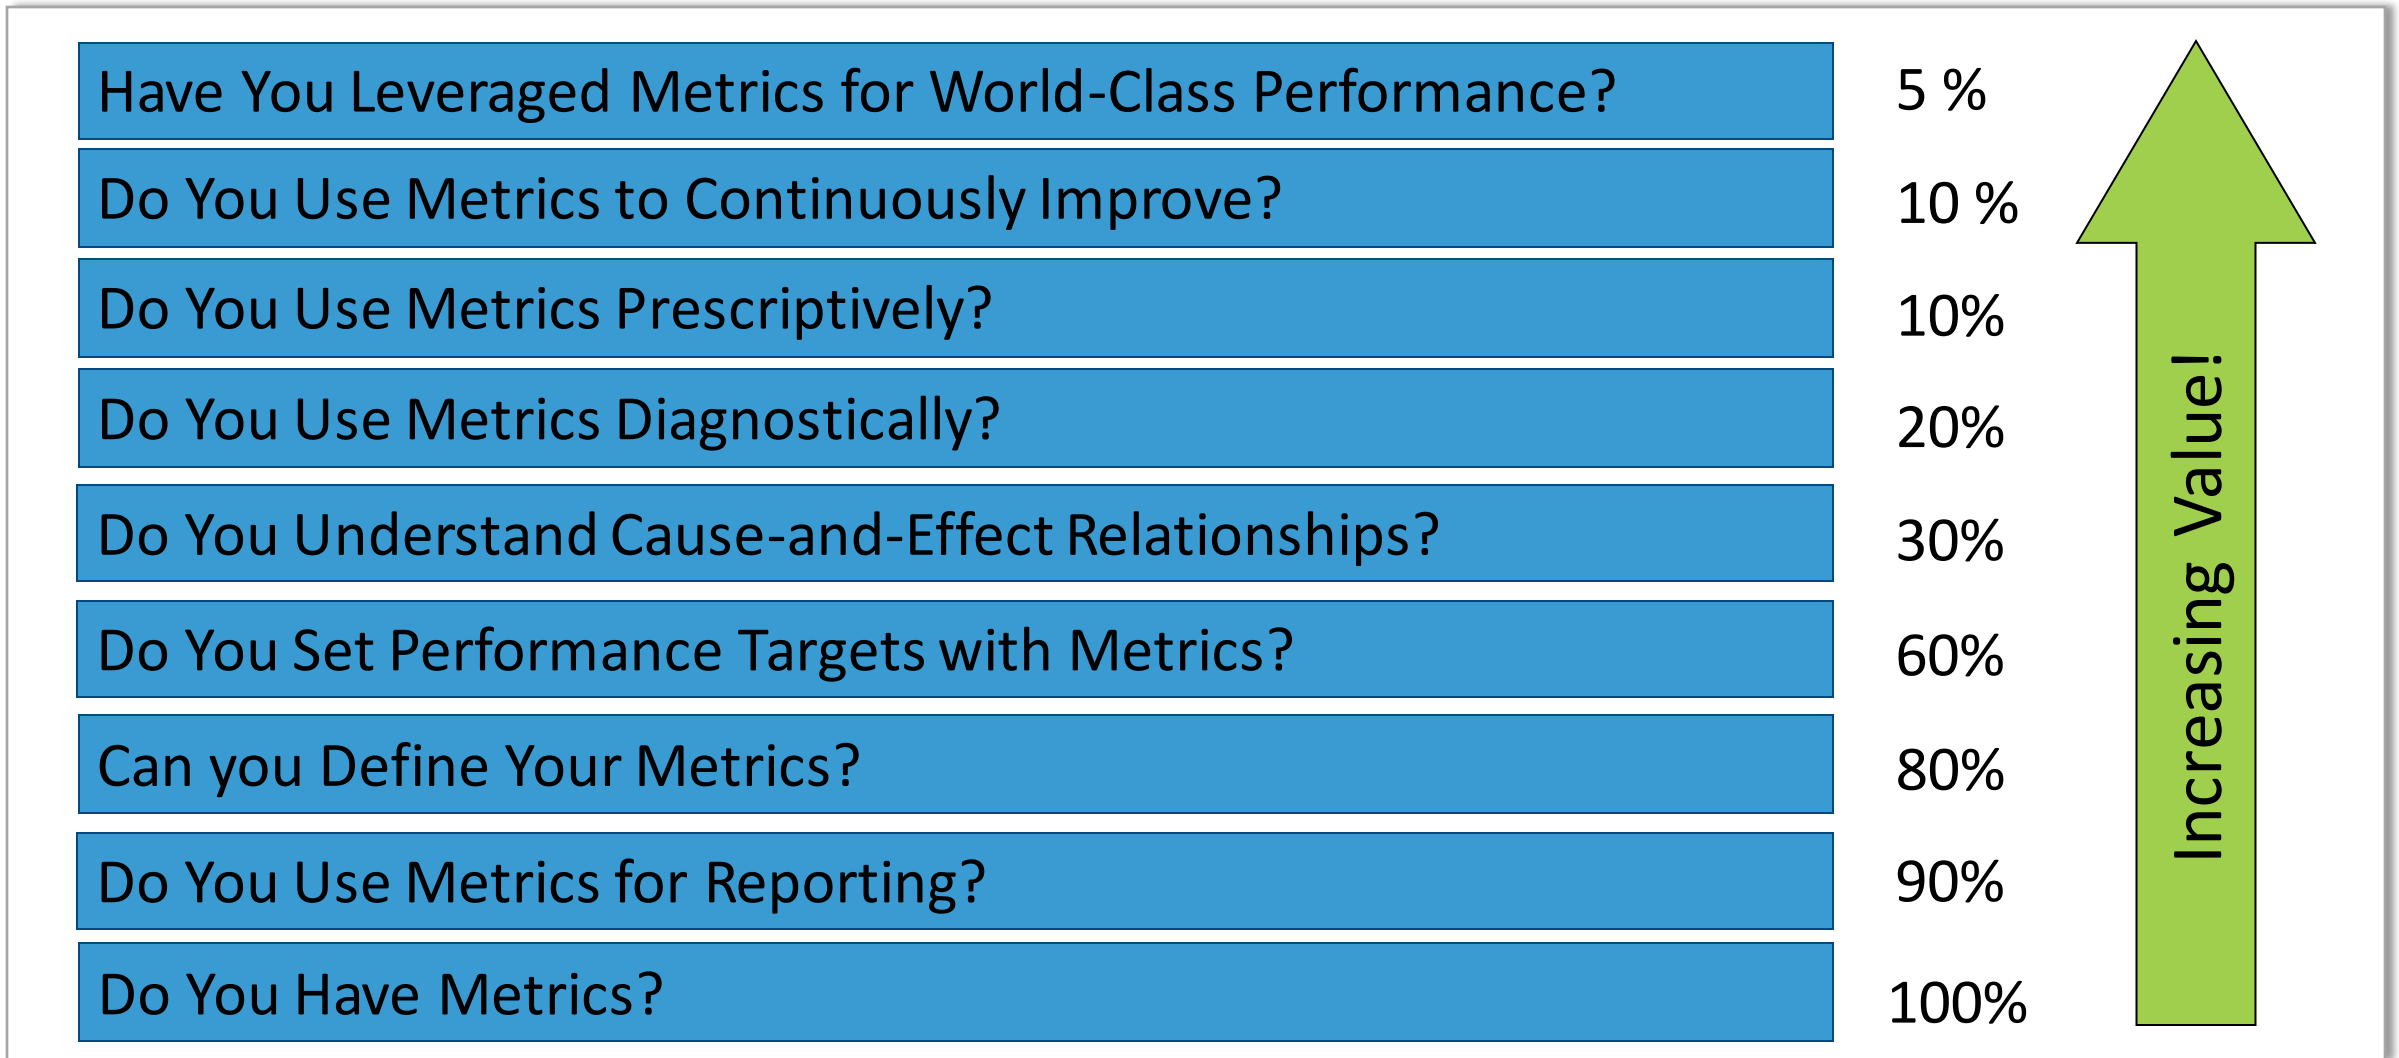 Have You Leveraged Metrics for World-Class Performance? 5 %
Do You Use Metrics to Continuously Improve? 10 %
Do You Use Metrics Prescriptively? 10%
Do You Use Metrics Diagnostically? 20%
Do You Understand Cause-and-Effect Relationships? 30%
Do You Set Performance Targets with Metrics? 60%
Can you Define Your Metrics? 80%
Do You Use Metrics for Reporting? 90%
Do You Have Metrics? 100%
Increasing Value!